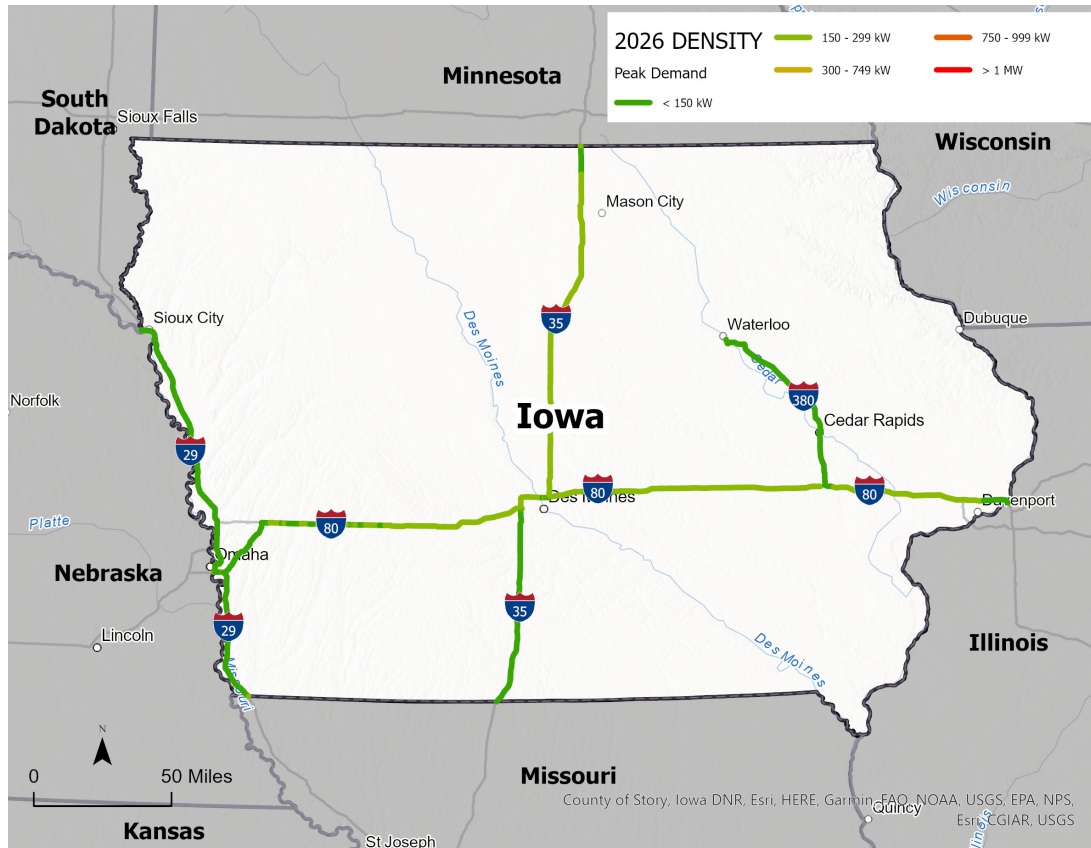 2026 DENSITY
Peak Demand
< 150 kW
150 - 299 kW
300 - 749 kW
750 - 999 kW
> 1 MW
Minnesota
South
Dakota
Sioux Falls
Wisconsin
Wisconsin
Mason City
Sioux City
35
Des Moines
Waterloo
Dubuque
Cedar
380
Norfolk
Iowa
Cedar Rapids
29
80
80
Des Moines
Davenport
Platte
80
Omaha
Nebraska
35
29
Lincoln
Illinois
Des Moines
Missouri
N
0
50 Miles
Missouri
County of Story, Iowa DNR, Esri, HERE, Garmin, FAO, NOAA, USGS, EPA, NPS,
Esri, CGIAR, USGS
Quincy
Kansas
St Joseph